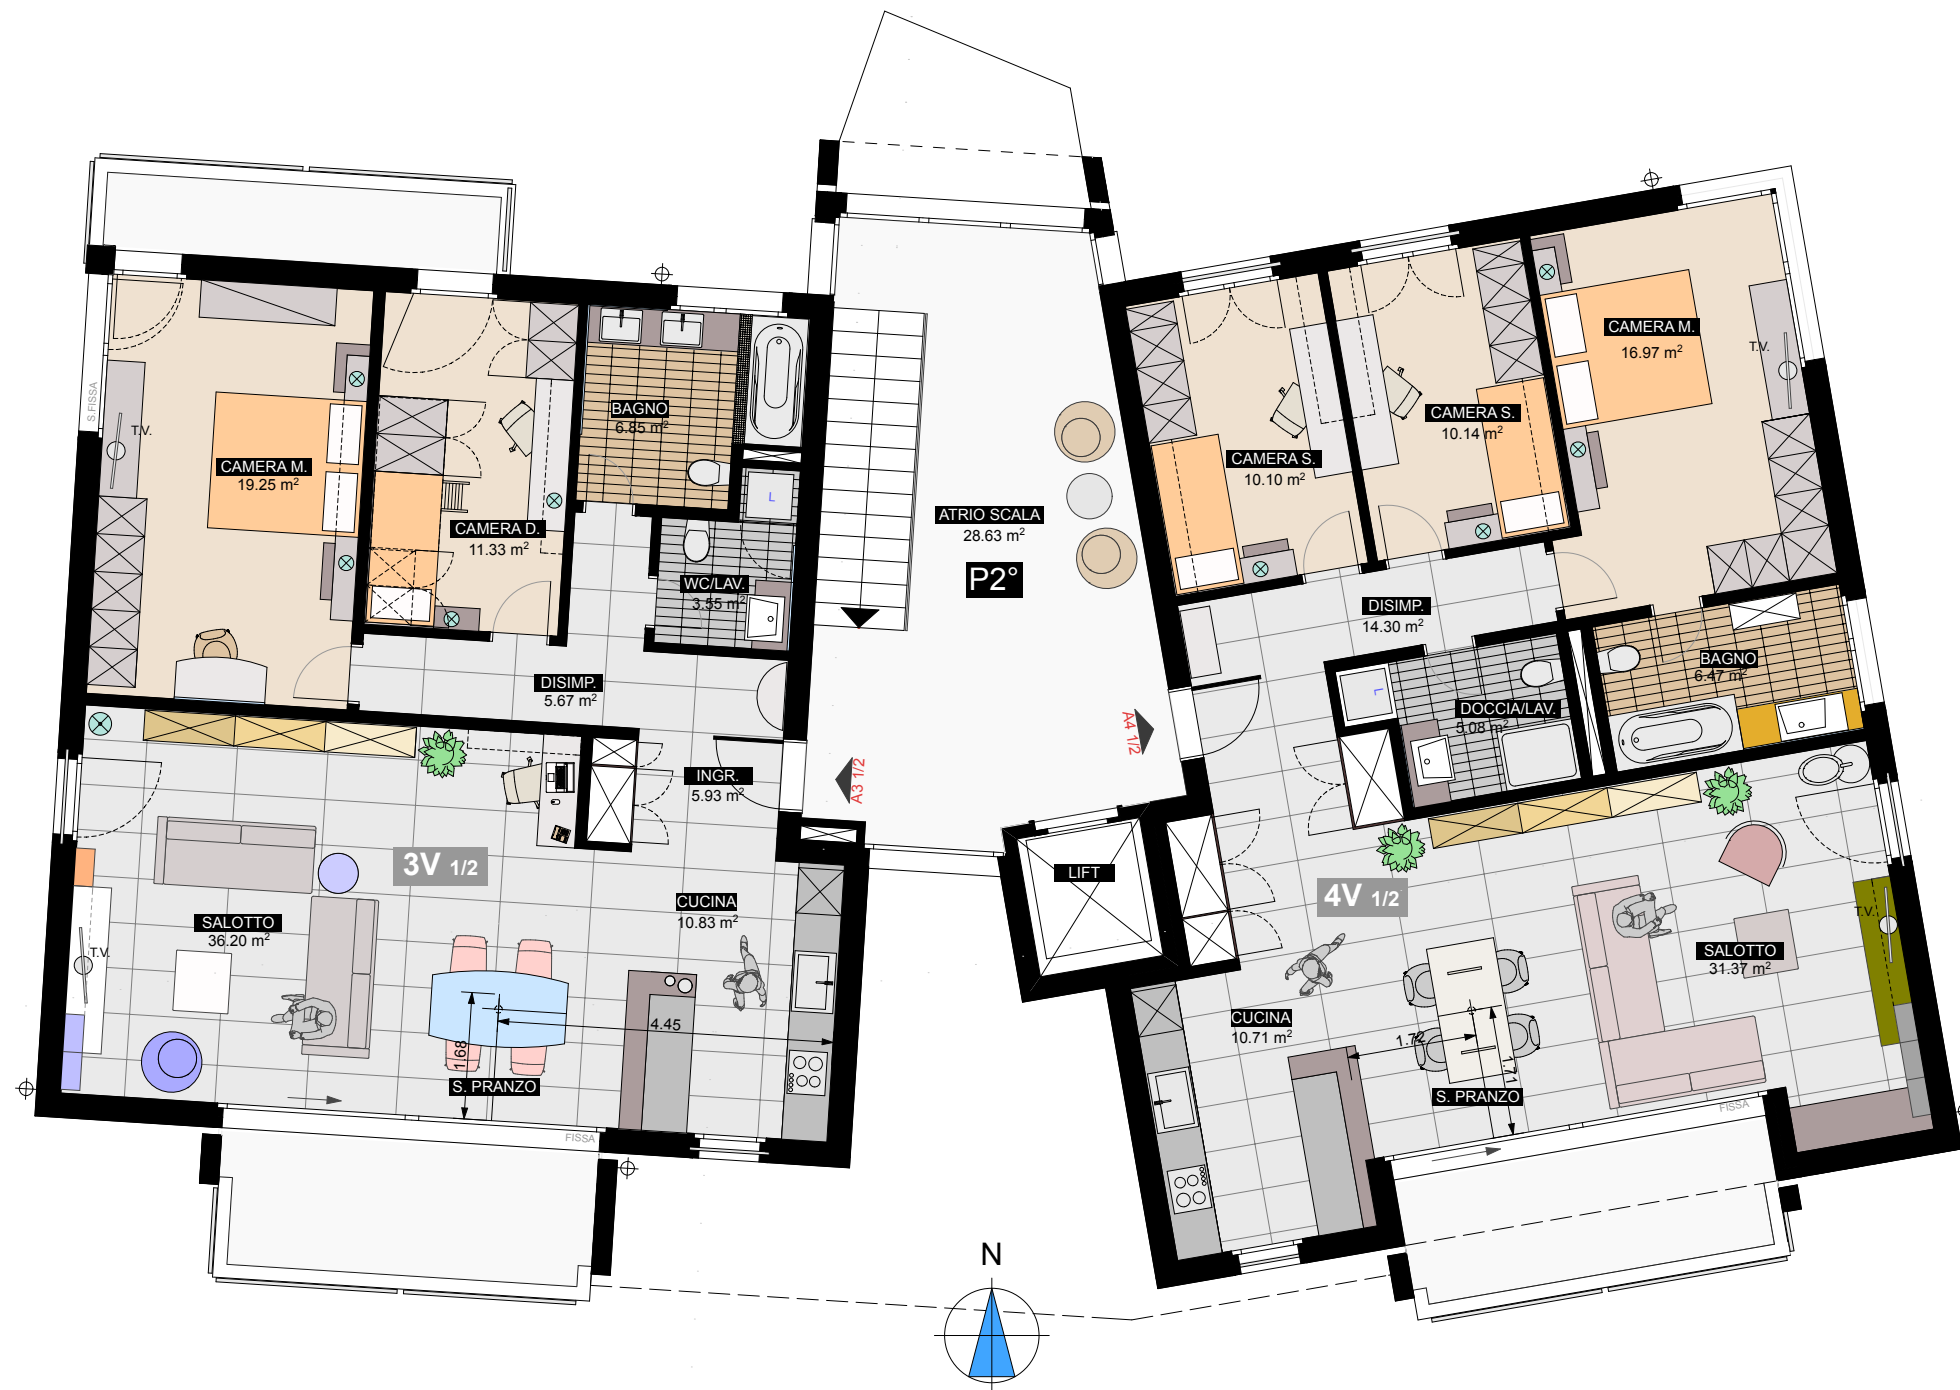 S.FISSA
T.V.
CAMERA M.
19.25 m²
CAMERA D.
11.33 m²
BAGNO
6.85 m²
L
WC/LAV.
3.55 m²
DISIMP.
5.67 m²
INGR.
5.93 m²
A3 1/2
3V 1/2
SALOTTO
36.20 m²
T.V.
CUCINA
10.83 m²
4.45
1.68
S. PRANZO
FISSA
ATRIO SCALA
28.63 m²
P2°
A4 1/2
LIFT
N
CAMERA S.
10.10 m²
CAMERA S.
10.14 m²
CAMERA M.
16.97 m²
T.V.
DISIMP.
14.30 m²
BAGNO
6.47 m²
L
DOCCIA/LAV.
5.08 m²
4V 1/2
T.V.
SALOTTO
31.37 m²
CUCINA
10.71 m²
1.72
1.71
S. PRANZO
FISSA